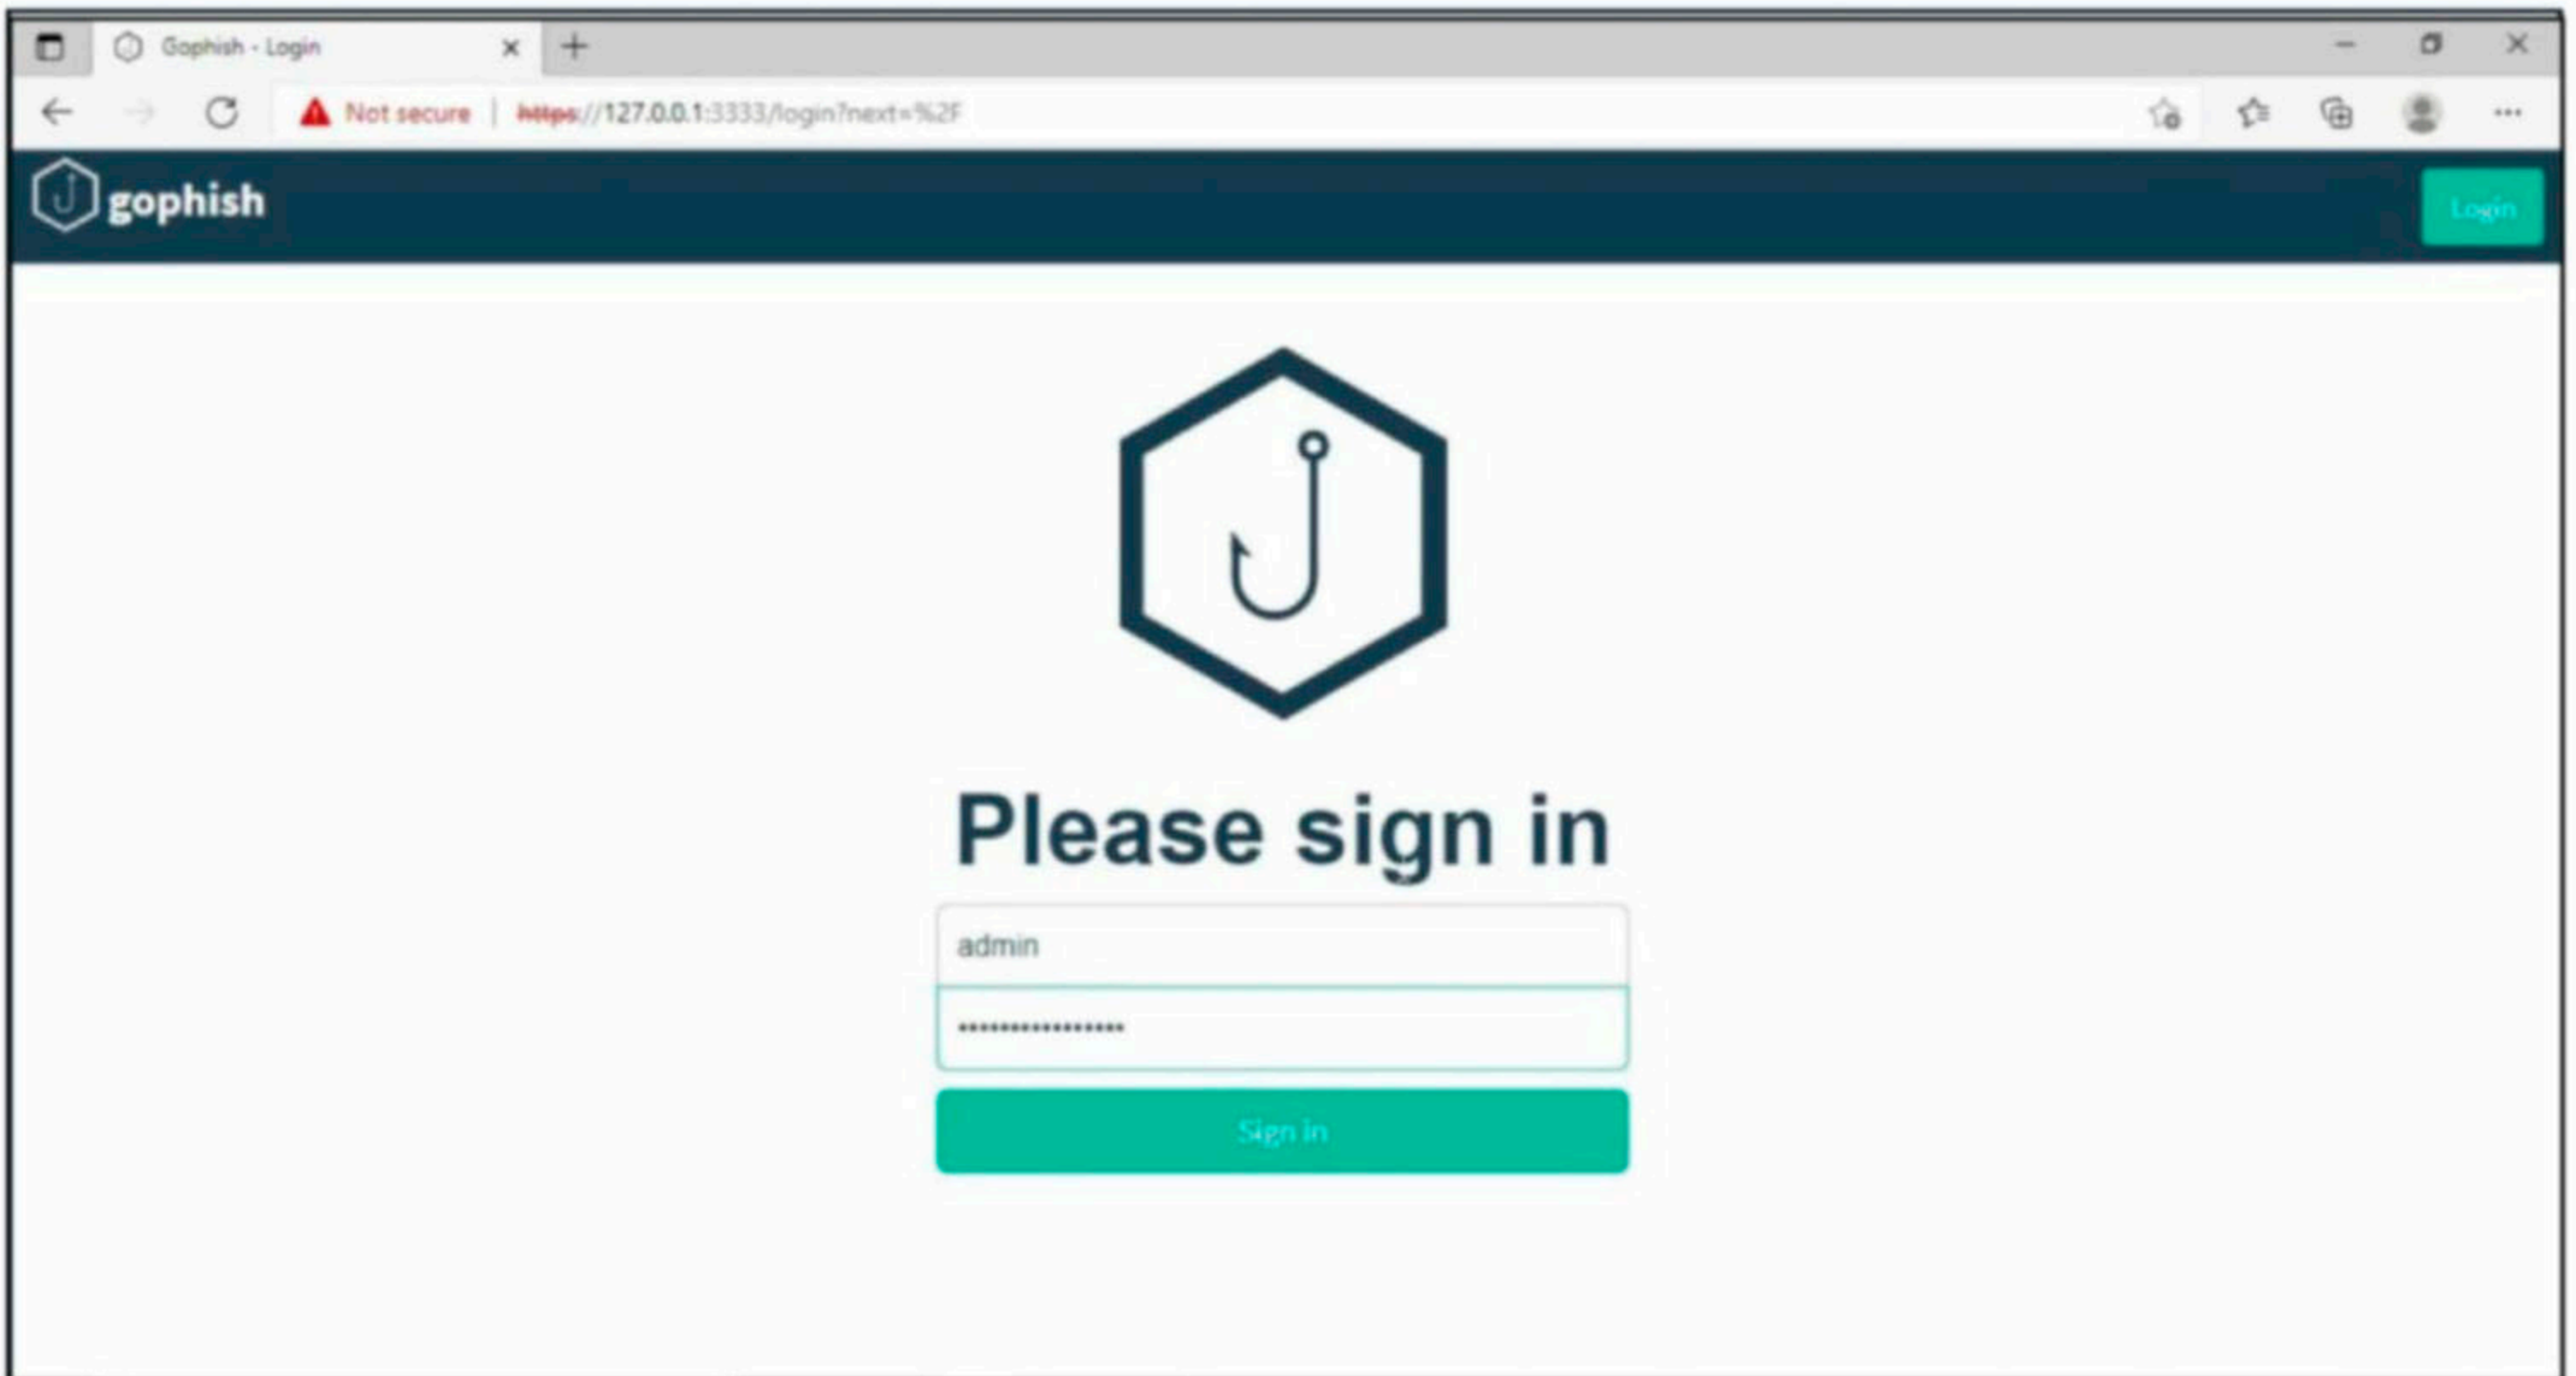 Gophish - Login
Not secure | https://127.0.0.1:3333/login?next=%2F
gophish
Login
Please sign in
admin
••••••••••••••••
Sign in